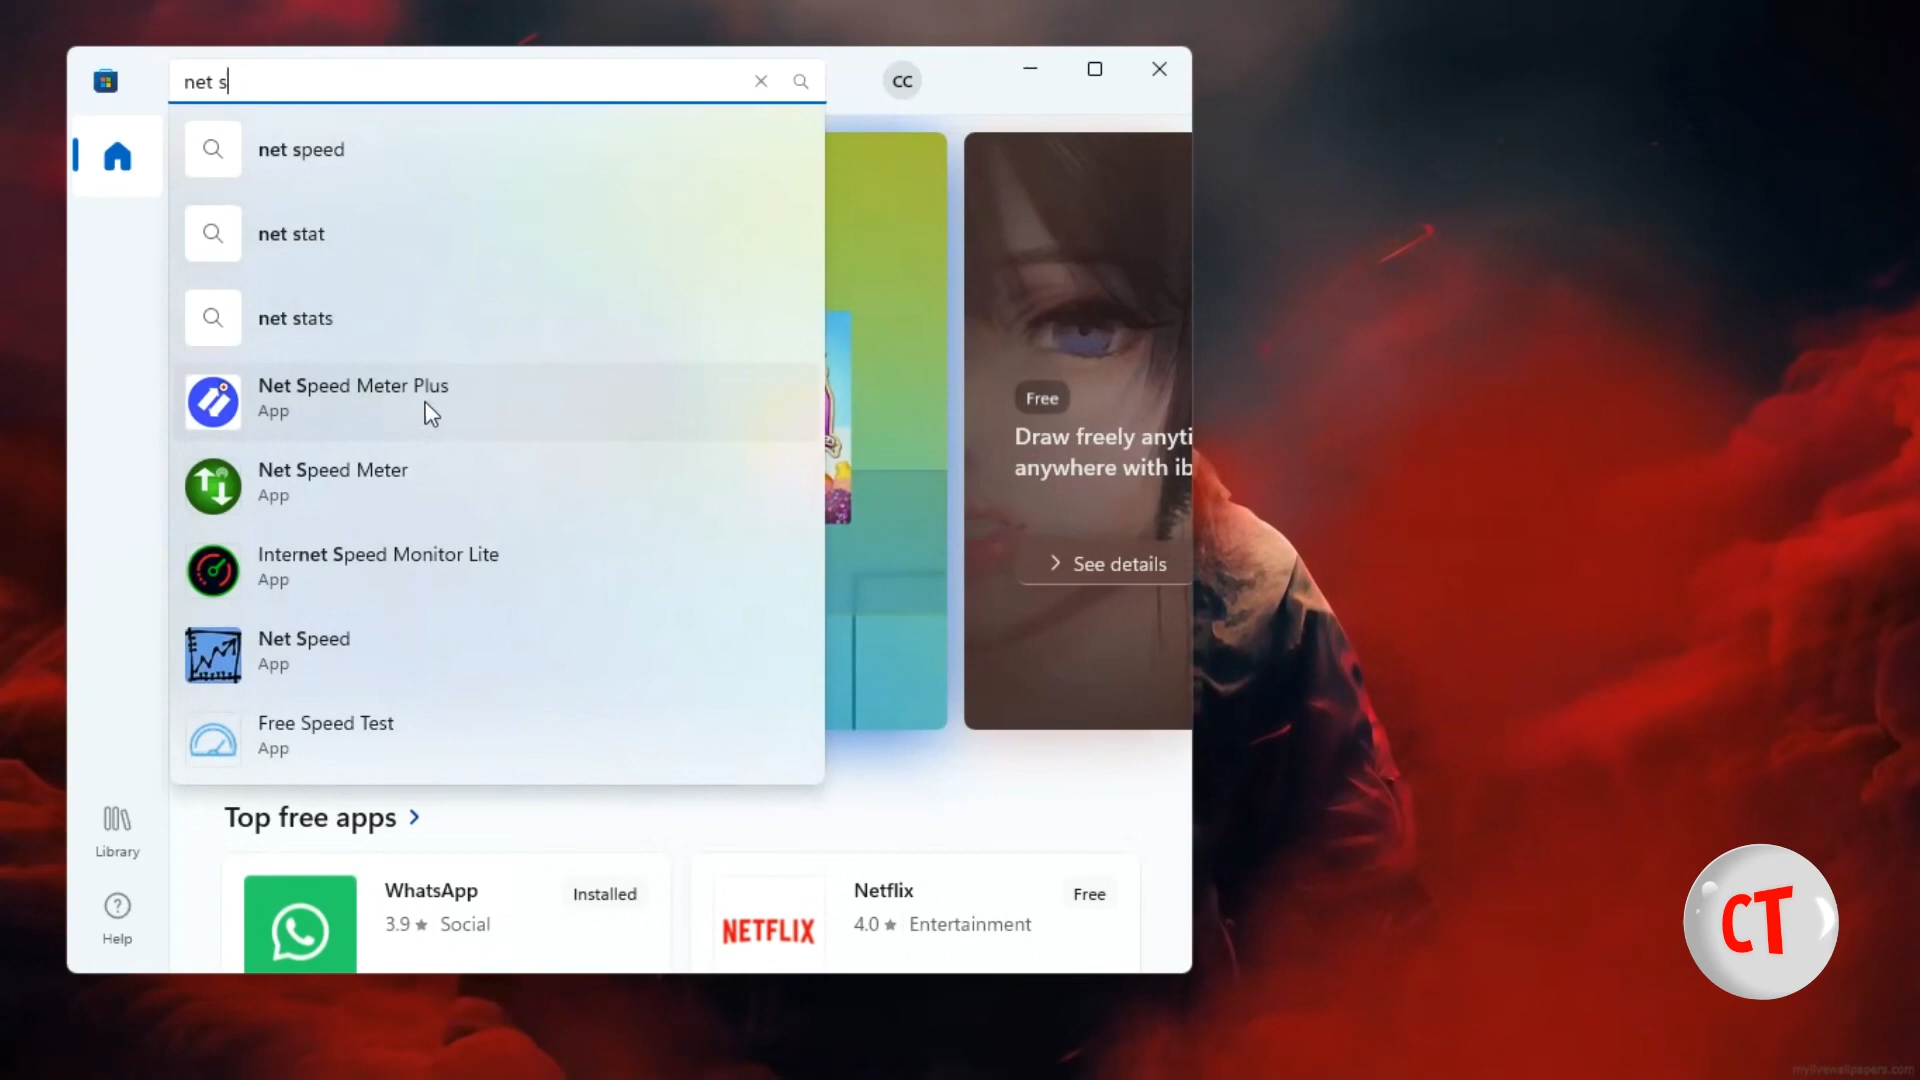 net s
CC
net speed
net stat
net stats
Net Speed Meter Plus
App
Net Speed Meter
App
Internet Speed Monitor Lite
App
Net Speed
App
Free Speed Test
App
Free
Draw freely anyti
anywhere with ib
See details
Top free apps
WhatsApp
Installed
3.9 ★ Social
NETFLIX
Netflix
Free
4.0 ★ Entertainment
Library
Help
CT
mylivewallpapers.com